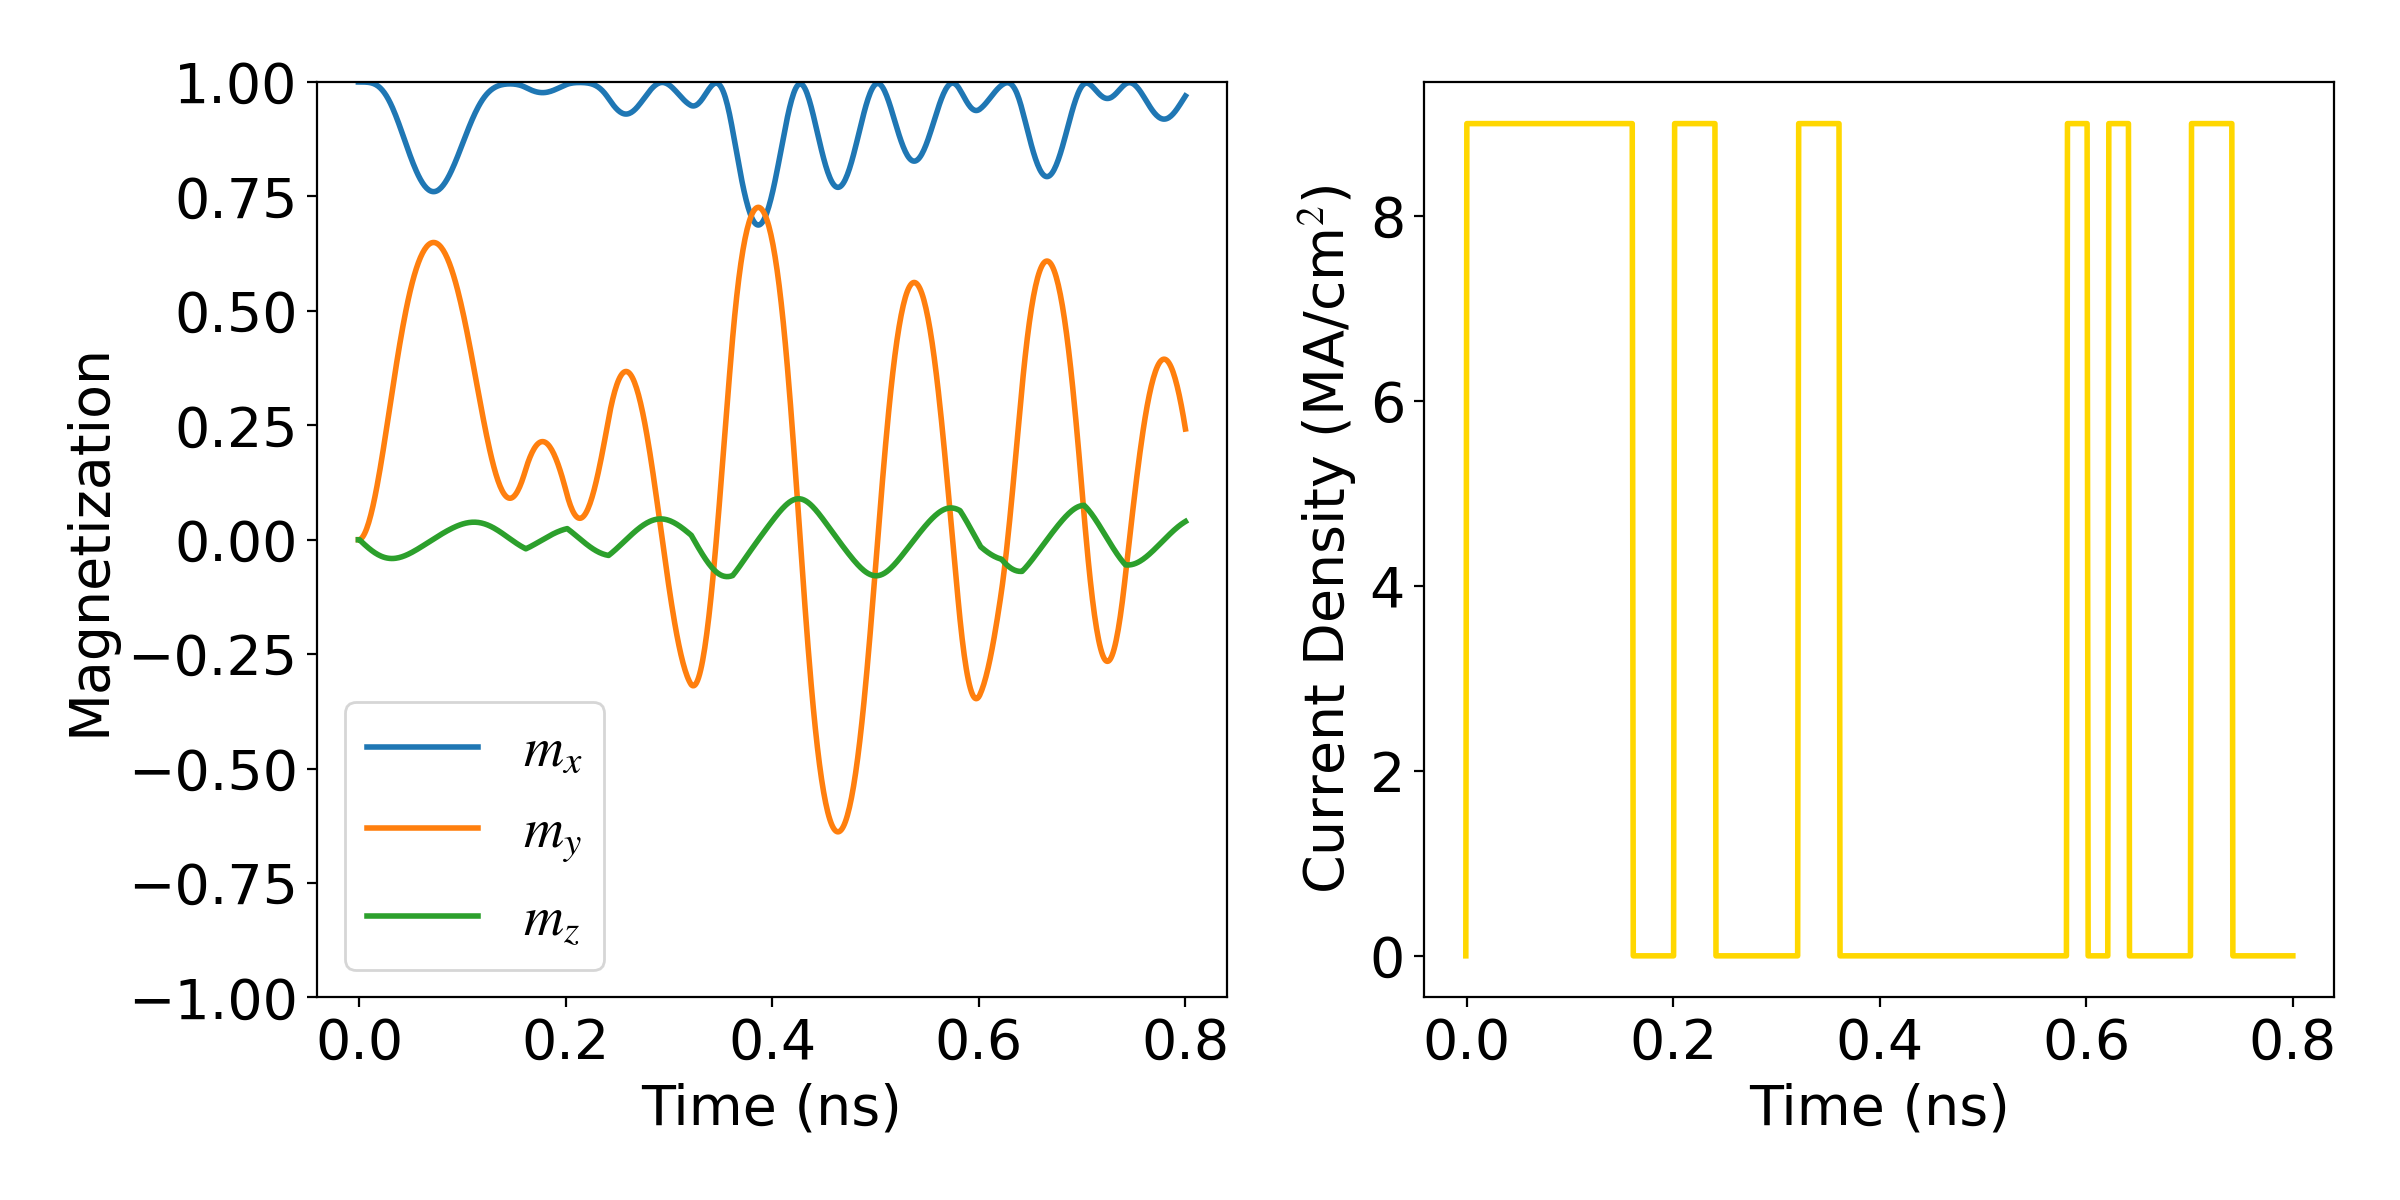 1.00
0.75
0.50
0.25
0.00
−0.25
−0.50
−0.75
−1.00
Magnetization
m_x
m_y
m_z
0.0 0.2 0.4 0.6 0.8
Time (ns)
8
6
4
2
0
Current Density (MA/cm²)
0.0 0.2 0.4 0.6 0.8
Time (ns)